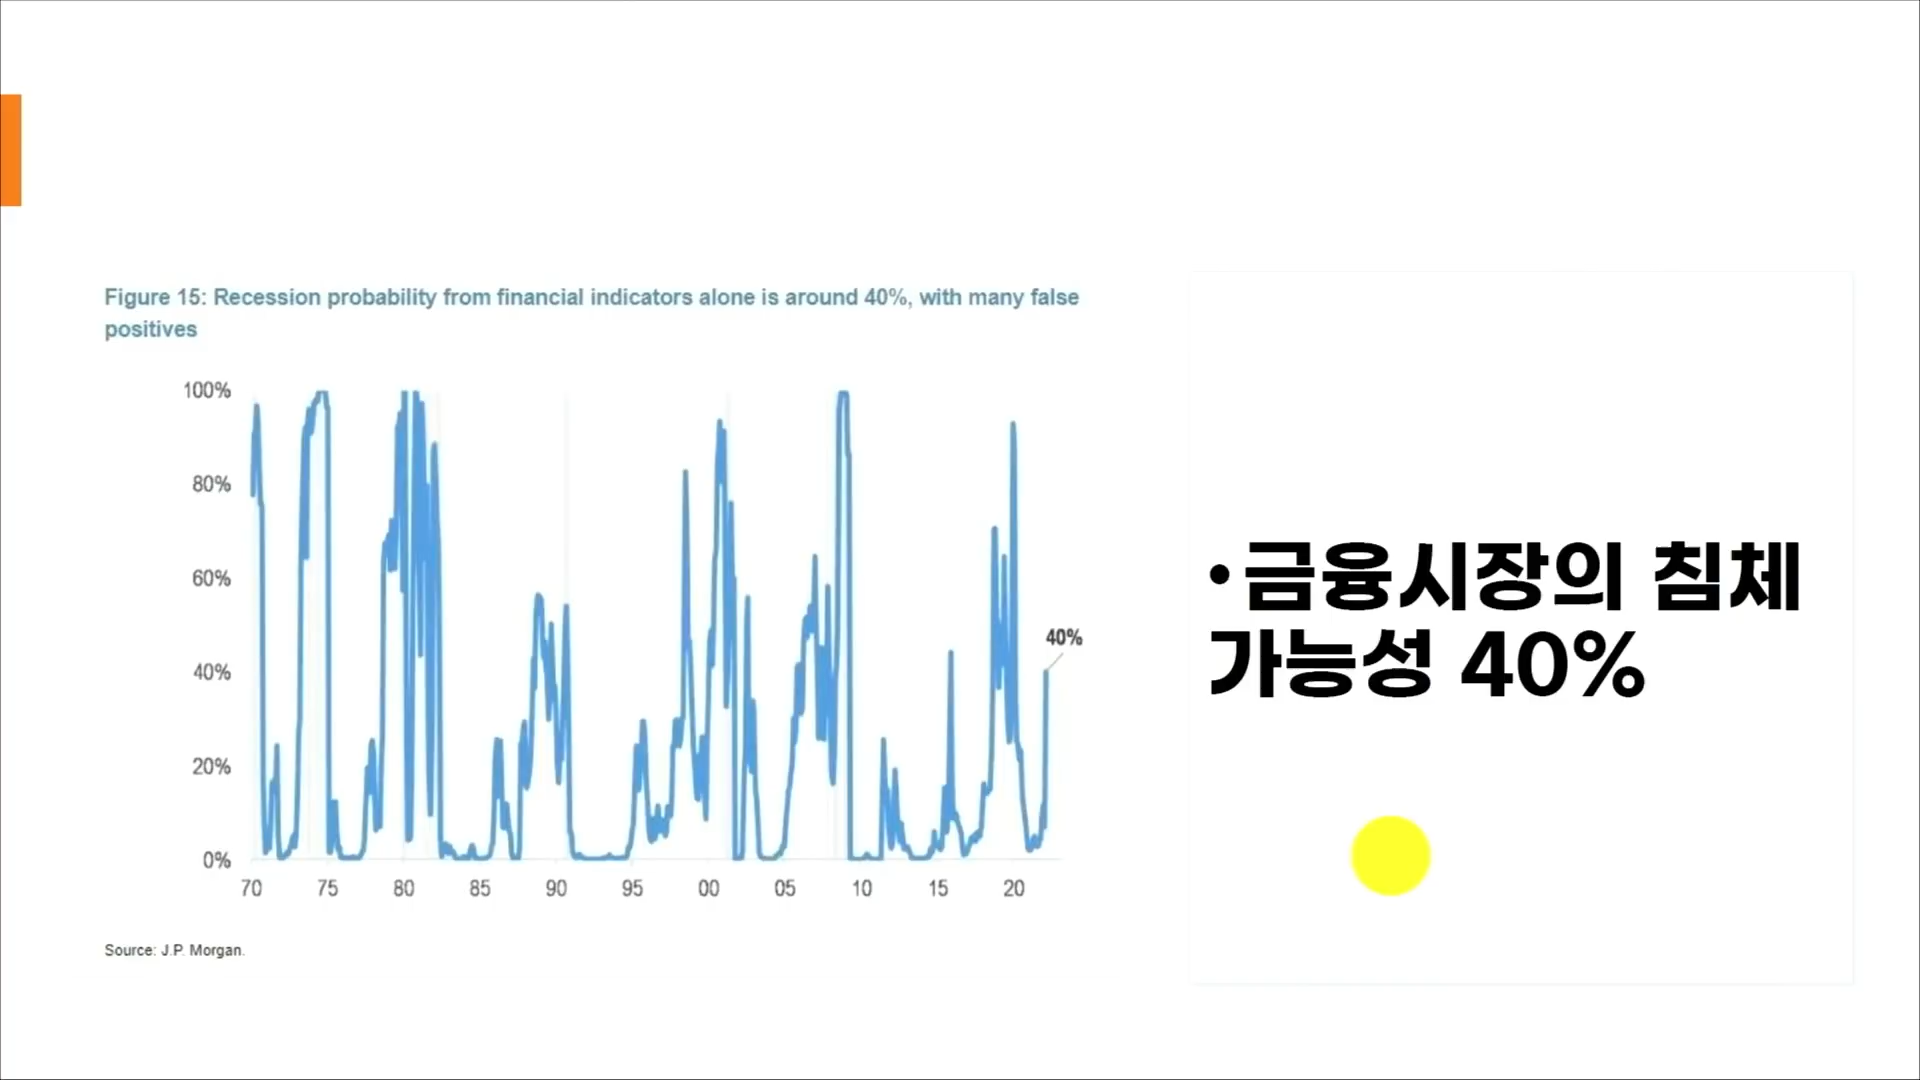 Figure 15: Recession probability from financial indicators alone is around 40%, with many false
positives
100%
80%
60%
40%
20%
0%
40%
70 75 80 85 90 95 00 05 10 15 20
Source: J.P. Morgan.
•금융시장의 침체
가능성 40%